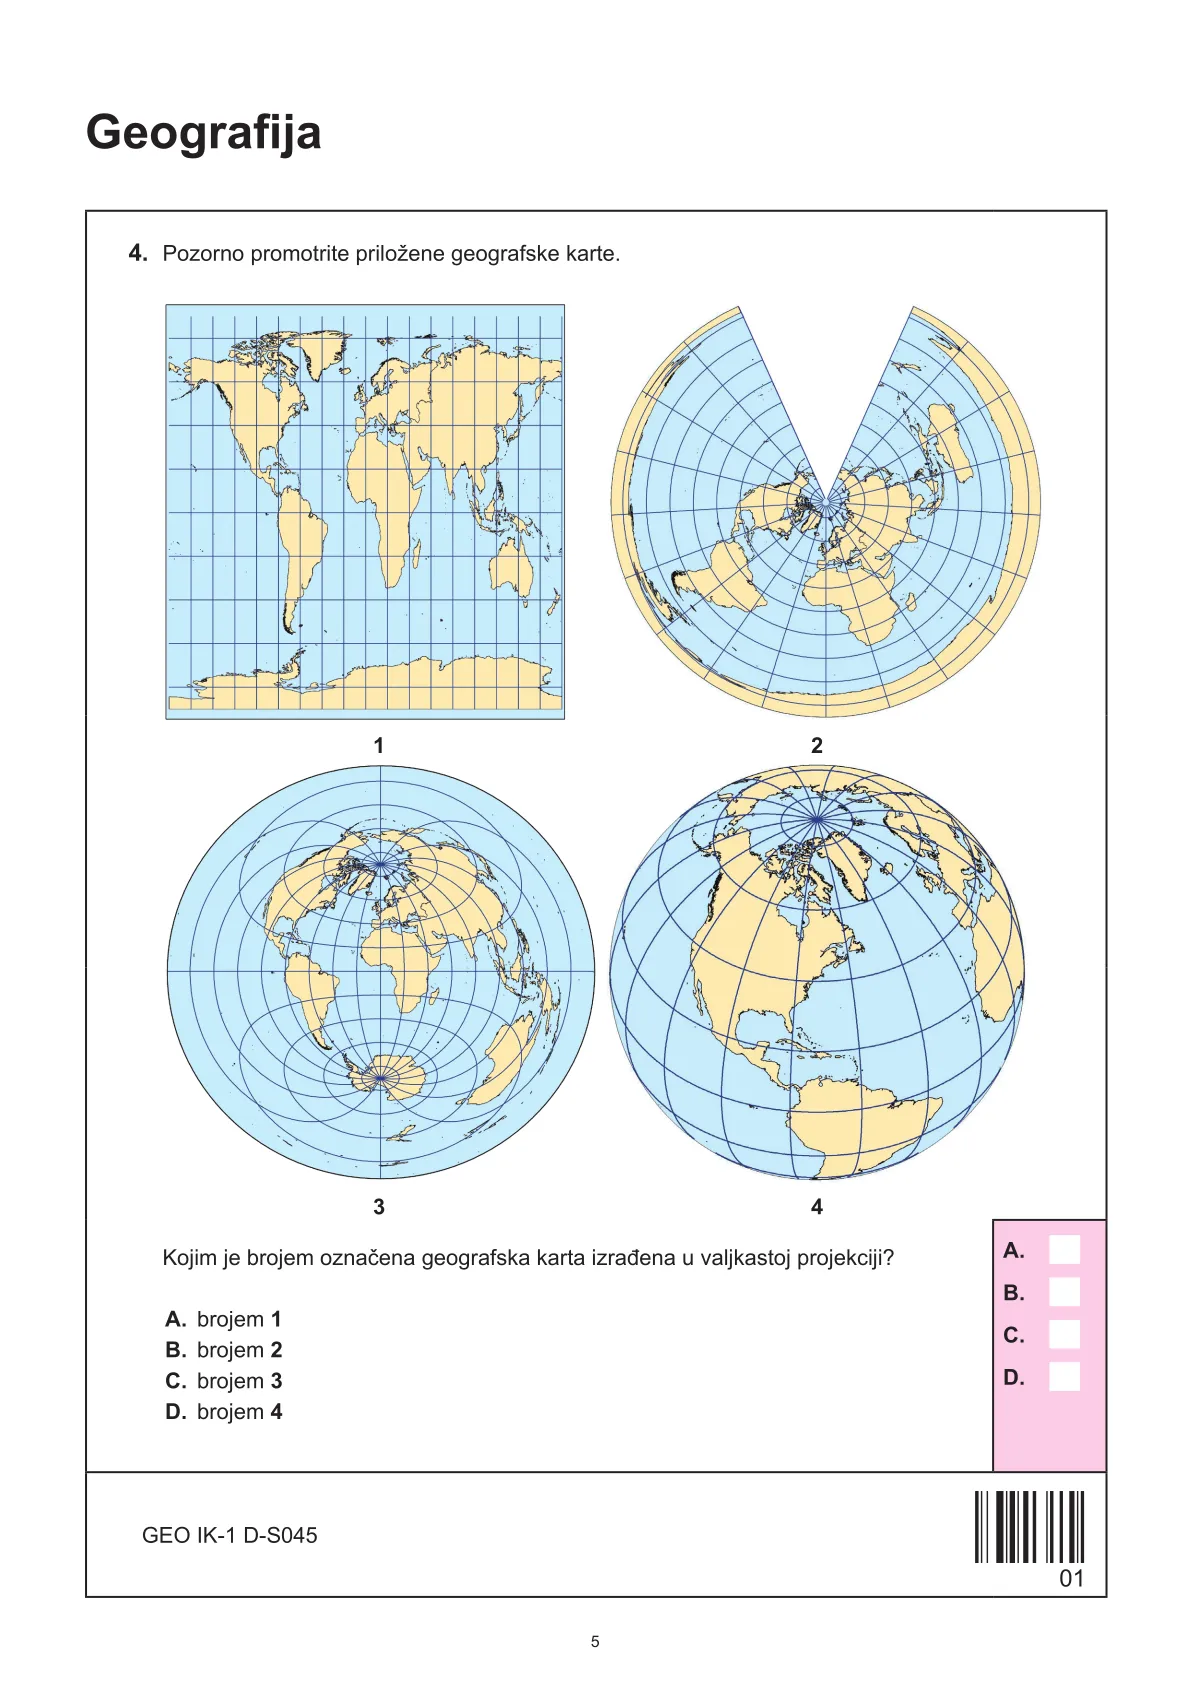 Geografija
4. Pozorno promotrite priložene geografske karte.
1
2
3
4
Kojim je brojem označena geografska karta izrađena u valjkastoj projekciji?
A. brojem 1
B. brojem 2
C. brojem 3
D. brojem 4
A.
B.
C.
D.
GEO IK-1 D-S045
01
5